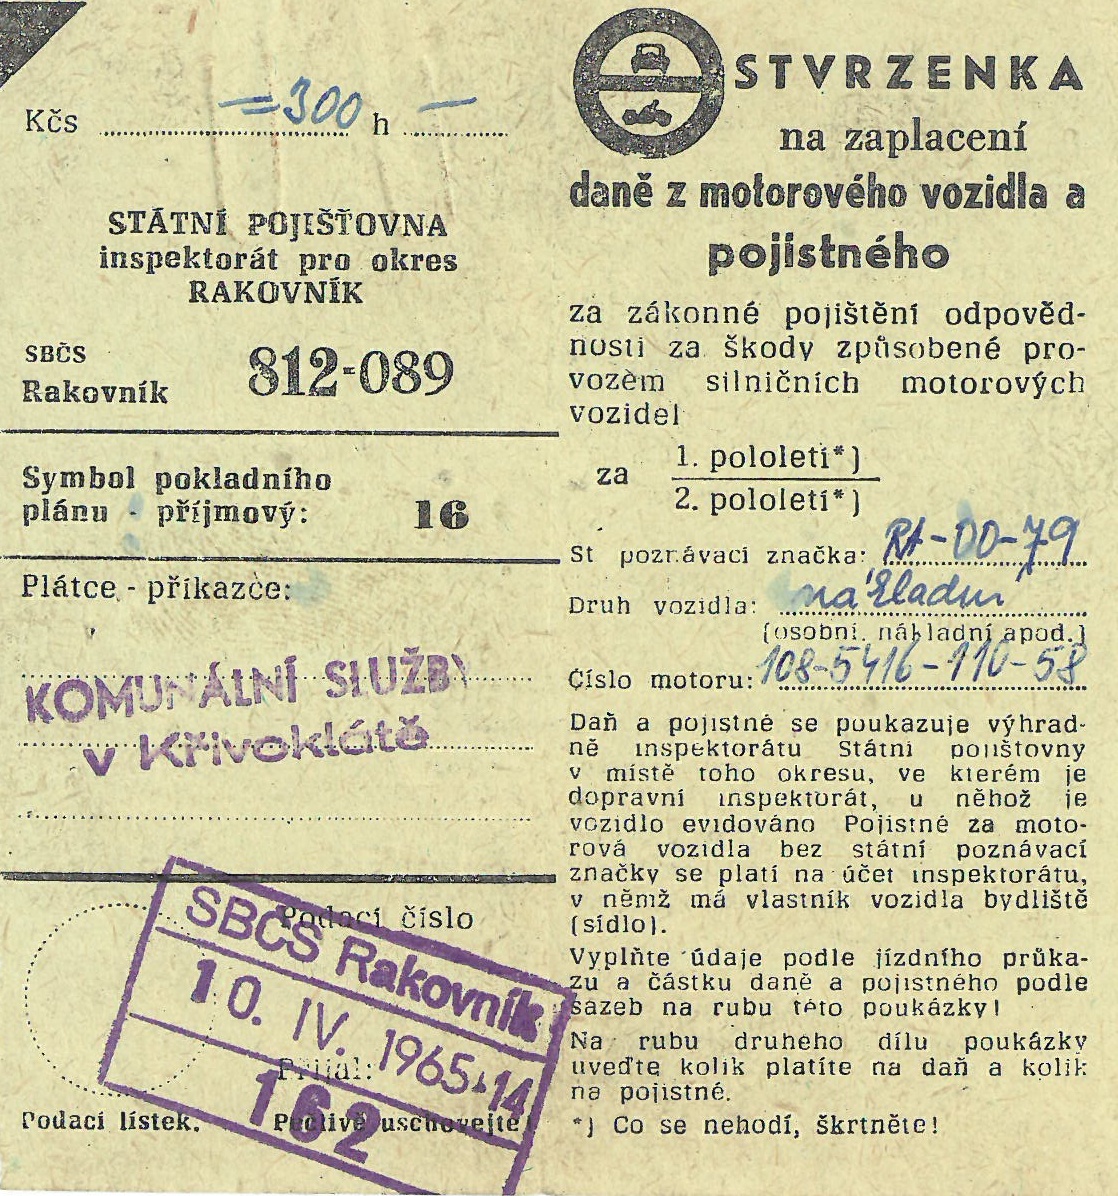 Kčs =300 h —
STÁTNÍ POJIŠŤOVNA
inspektorát pro okres
RAKOVNÍK
SBČS
Rakovník 812-089
Symbol pokladního
plánu - příjmový: 16
Plátce - příkazce:
KOMUNÁLNÍ SLUŽBY
v Křivoklátě
Podací číslo
SBČS Rakovník
10. IV. 1965-14
Přijal:
162
Podací lístek. Pečlivě uschovejte!
STVRZENKA
na zaplacení
daně z motorového vozidla a
pojistného
za zákonné pojištění odpověd-
nosti za škody způsobené pro-
vozem silničních motorových
vozidel
za 1. pololetí*)
2. pololetí*)
St poznávací značka: RA-00-79
Druh vozidla: nákladní
(osobní. nákladní apod.)
Číslo motoru: 108-5416-110-58
Daň a pojistné se poukazuje výhrad-
ně inspektorátu Státní pojišťovny
v místě toho okresu, ve kterém je
dopravní inspektorát, u něhož je
vozidlo evidováno Pojistné za moto-
rová vozidla bez státní poznávací
značky se platí na účet inspektorátu,
v němž má vlastník vozidla bydliště
(sídlo).
Vyplňte údaje podle jízdního průka-
zu a částku daně a pojistného podle
sazeb na rubu této poukázky!
Na rubu druhého dílu poukázky
uveďte kolik platíte na daň a kolik
na pojistné.
*) Co se nehodí, škrtněte!